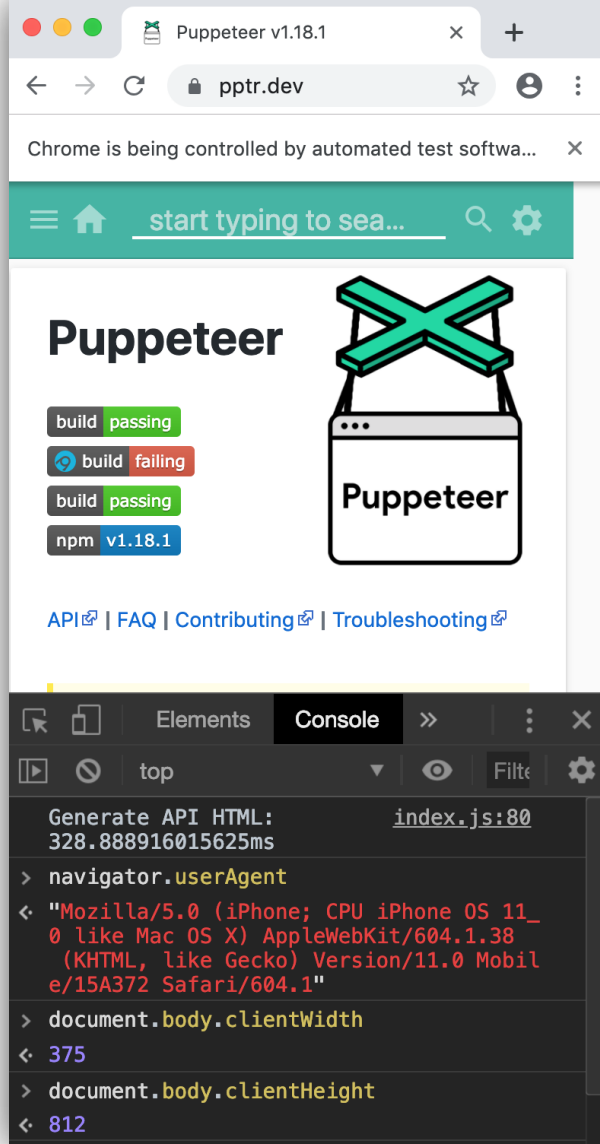 Puppeteer v1.18.1
pptr.dev
Chrome is being controlled by automated test softwa...
start typing to sea...
Puppeteer
build passing
build failing
build passing
npm v1.18.1
Puppeteer
API | FAQ | Contributing | Troubleshooting
Elements Console »
top Filte
Generate API HTML: index.js:80
328.888916015625ms
> navigator.userAgent
"Mozilla/5.0 (iPhone; CPU iPhone OS 11_
0 like Mac OS X) AppleWebKit/604.1.38
(KHTML, like Gecko) Version/11.0 Mobil
e/15A372 Safari/604.1"
> document.body.clientWidth
375
> document.body.clientHeight
812